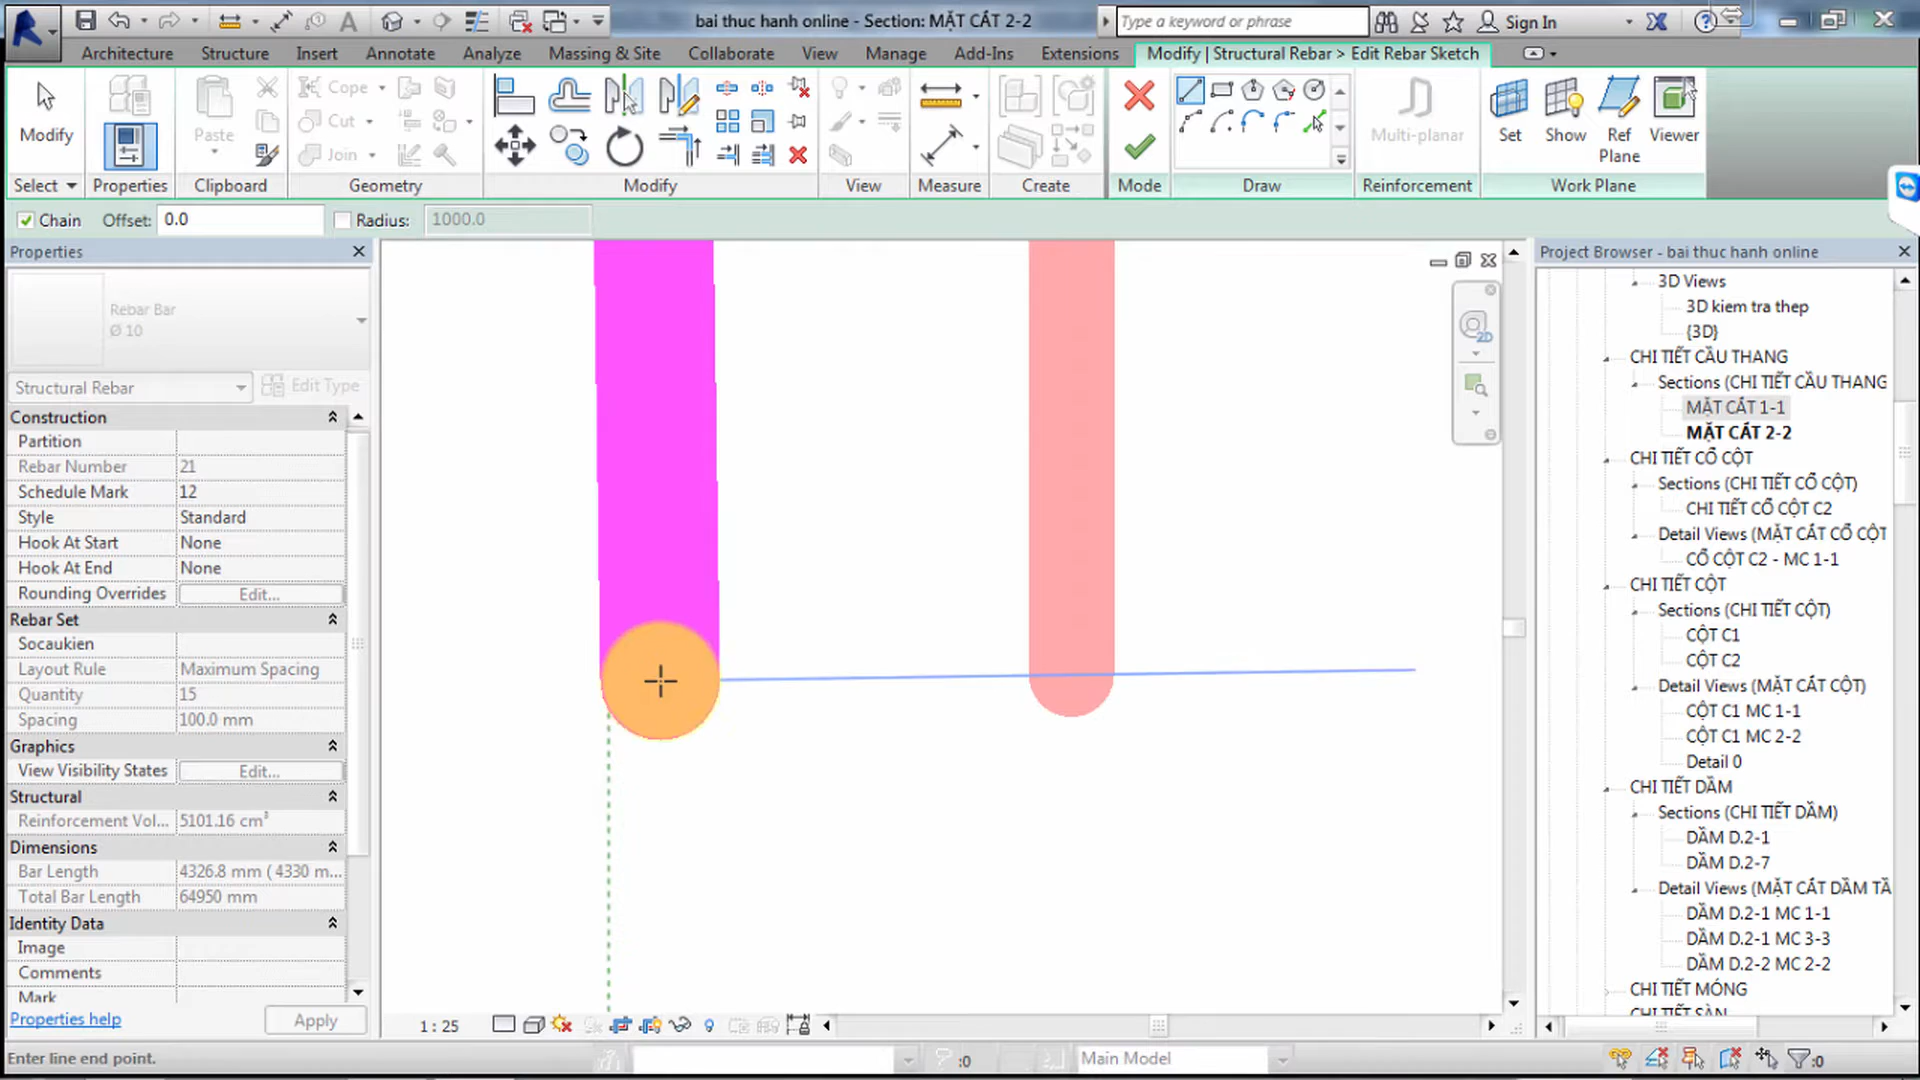 bai thuc hanh online - Section: MẶT CẮT 2-2
Type a keyword or phrase
Sign In
Architecture
Structure
Insert
Annotate
Analyze
Massing & Site
Collaborate
View
Manage
Add-Ins
Extensions
Modify | Structural Rebar > Edit Rebar Sketch
Modify
Paste
Cope
Cut
Join
Multi-planar
Set
Show
Ref
Plane
Viewer
Select
Properties
Clipboard
Geometry
Modify
View
Measure
Create
Mode
Draw
Reinforcement
Work Plane
Chain
Offset:
0.0
Radius:
1000.0
Properties
Rebar Bar
Ø 10
Structural Rebar
Edit Type
Construction
Partition
Rebar Number 21
Schedule Mark 12
Style Standard
Hook At Start None
Hook At End None
Rounding Overrides Edit...
Rebar Set
Socaukien
Layout Rule Maximum Spacing
Quantity 15
Spacing 100.0 mm
Graphics
View Visibility States Edit...
Structural
Reinforcement Vol... 5101.16 cm³
Dimensions
Bar Length 4326.8 mm ( 4330 m...
Total Bar Length 64950 mm
Identity Data
Image
Comments
Mark
Properties help
Apply
1 : 25
2D
Project Browser - bai thuc hanh online
3D Views
3D kiem tra thep
{3D}
CHI TIẾT CẦU THANG
Sections (CHI TIẾT CẦU THANG
MẶT CẮT 1-1
MẶT CẮT 2-2
CHI TIẾT CỔ CỘT
Sections (CHI TIẾT CỔ CỘT)
CHI TIẾT CỔ CỘT C2
Detail Views (MẶT CẮT CỔ CỘT
CỔ CỘT C2 - MC 1-1
CHI TIẾT CỘT
Sections (CHI TIẾT CỘT)
CỘT C1
CỘT C2
Detail Views (MẶT CẮT CỘT)
CỘT C1 MC 1-1
CỘT C1 MC 2-2
Detail 0
CHI TIẾT DẦM
Sections (CHI TIẾT DẦM)
DẦM D.2-1
DẦM D.2-7
Detail Views (MẶT CẮT DẦM TẦ
DẦM D.2-1 MC 1-1
DẦM D.2-1 MC 3-3
DẦM D.2-2 MC 2-2
CHI TIẾT MÓNG
CHI TIẾT SÀN
Enter line end point.
:0
Main Model
:0